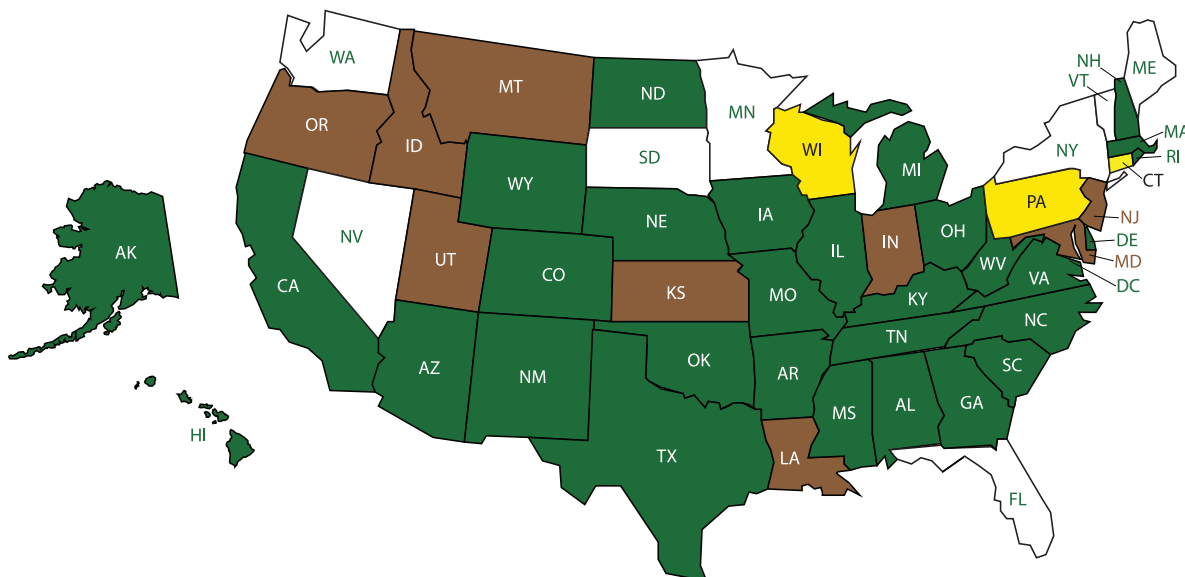 WA
MT
ND
MN
NH
VT
ME
OR
ID
SD
WI
MI
NY
MA
RI
CT
WY
NE
IA
PA
NJ
NV
UT
CO
KS
MO
IL
IN
OH
WV
VA
DE
MD
DC
AK
CA
KY
TN
NC
AZ
NM
OK
AR
SC
MS
AL
GA
HI
TX
LA
FL